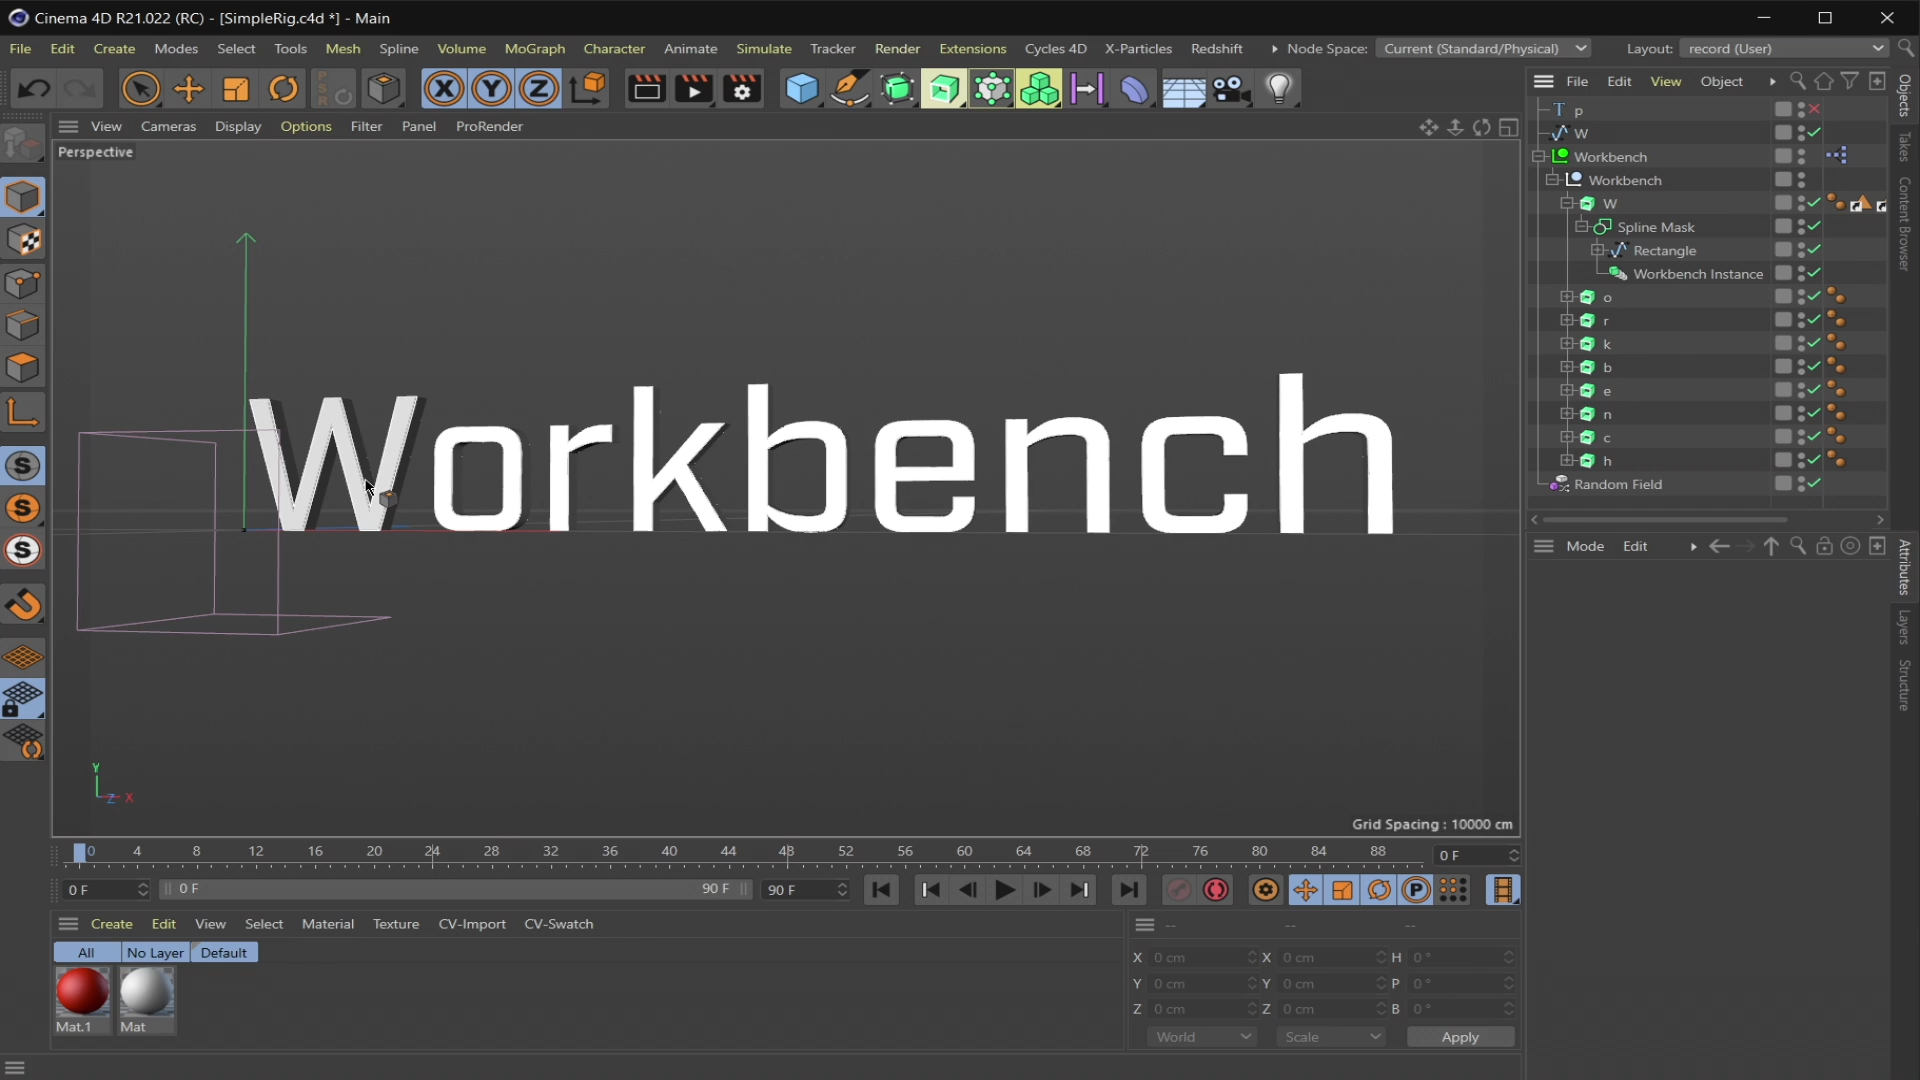 Cinema 4D R21.022 (RC) - [SimpleRig.c4d *] - Main
File Edit Create Modes Select Tools Mesh Spline Volume MoGraph Character Animate Simulate Tracker Render Extensions Cycles 4D X-Particles Redshift Node Space: Current (Standard/Physical) Layout: record (User)
PSR X Y Z
File Edit View Object
View Cameras Display Options Filter Panel ProRender
Perspective
Workbench
Y
Z X
Grid Spacing : 10000 cm
S
S
S
p
W
Workbench
Workbench
W
Spline Mask
Rectangle
Workbench Instance
o
r
k
b
e
n
c
h
Random Field
Mode Edit
Objects
Takes
Content Browser
Attributes
Layers
Structure
0 4 8 12 16 20 24 28 32 36 40 44 48 52 56 60 64 68 72 76 80 84 88 0 F
0 F 0 F 90 F 90 F P
Create Edit View Select Material Texture CV-Import CV-Swatch
All No Layer Default
Mat.1 Mat
-- -- --
X 0 cm X 0 cm H 0 °
Y 0 cm Y 0 cm P 0 °
Z 0 cm Z 0 cm B 0 °
World Scale Apply